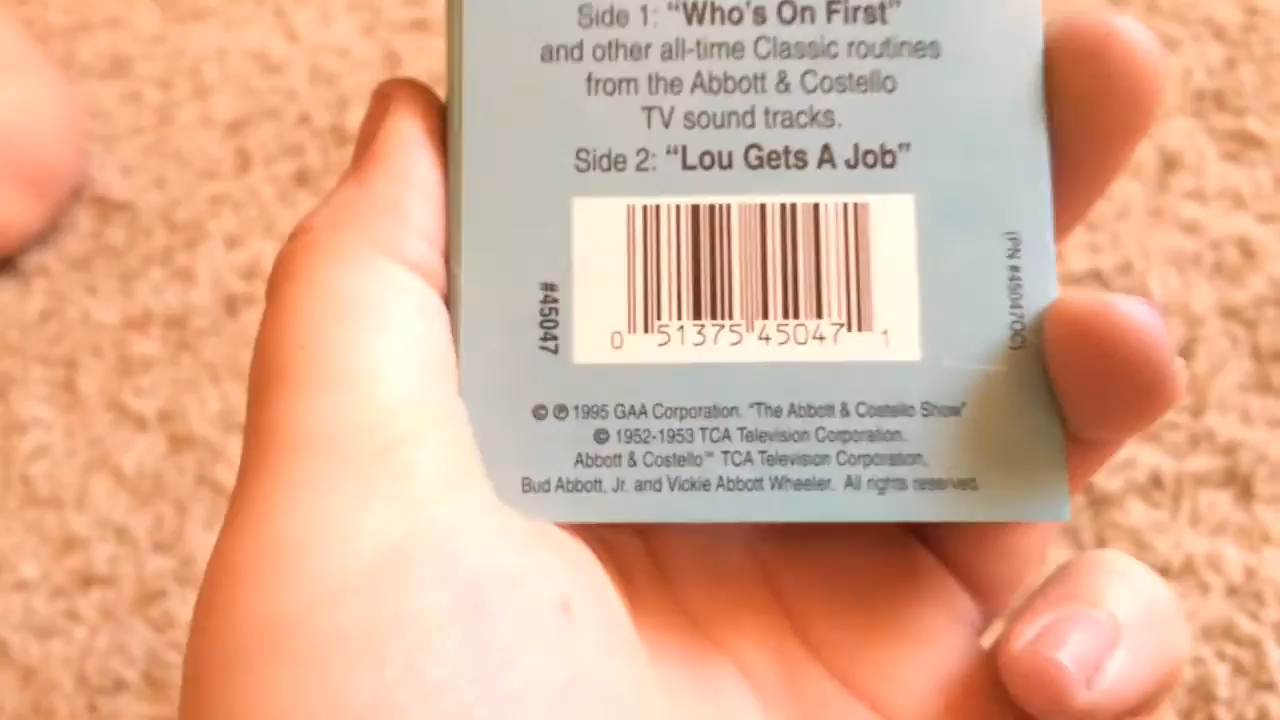 Side 1: “Who's On First”
and other all-time Classic routines
from the Abbott & Costello
TV sound tracks.
Side 2: “Lou Gets A Job”
#45047
(PN #45047OC)
0 51375 45047 1
© ℗ 1995 GAA Corporation. “The Abbott & Costello Show”
© 1952-1953 TCA Television Corporation.
Abbott & Costello™ TCA Television Corporation,
Bud Abbott, Jr. and Vickie Abbott Wheeler. All rights reserved.